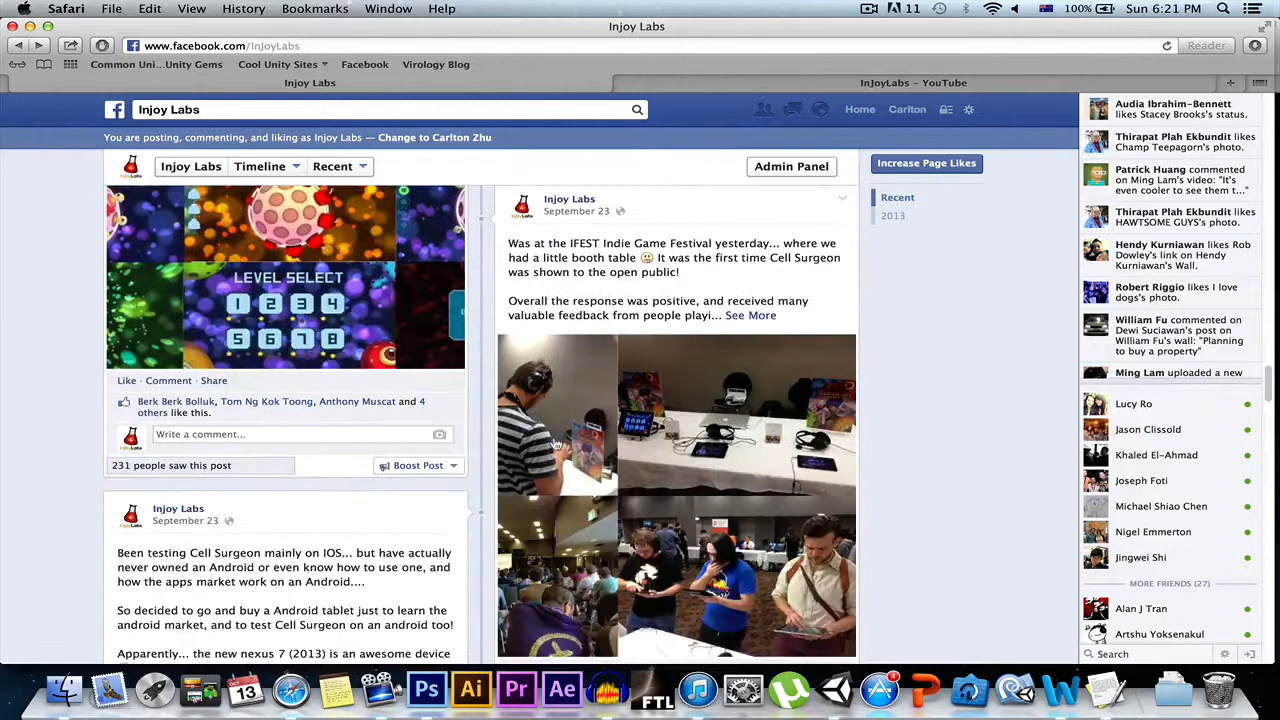 Safari File Edit View History Bookmarks Window Help 11 100% Sun 6:21 PM
Injoy Labs
www.facebook.com/InJoyLabs Reader
Common Uni...Unity Gems Cool Unity Sites Facebook Virology Blog
Injoy Labs InJoyLabs – YouTube
Injoy Labs Home Carlton
You are posting, commenting, and liking as Injoy Labs — Change to Carlton Zhu
Injoy Labs Timeline Recent Admin Panel
LEVEL SELECT
1 2 3 4
5 6 7 8
Like · Comment · Share
Berk Berk Bolluk, Tom Ng Kok Toong, Anthony Muscat and 4
others like this.
Write a comment...
231 people saw this post Boost Post
Injoy Labs
September 23
Been testing Cell Surgeon mainly on IOS... but have actually
never owned an Android or even know how to use one, and
how the apps market work on an Android....
So decided to go and buy a Android tablet just to learn the
android market, and to test Cell Surgeon on an android too!
Apparently... the new nexus 7 (2013) is an awesome device
Injoy Labs
September 23
Was at the IFEST Indie Game Festival yesterday... where we
had a little booth table It was the first time Cell Surgeon
was shown to the open public!
Overall the response was positive, and received many
valuable feedback from people playi... See More
Increase Page Likes
Recent
2013
Audia Ibrahim-Bennett
likes Stacey Brooks's status.
Thirapat Plah Ekbundit likes
Champ Teepagorn's photo.
Patrick Huang commented
on Ming Lam's video: "It's
even cooler to see them t..."
Thirapat Plah Ekbundit likes
HAWTSOME GUYS's photo.
Hendy Kurniawan likes Rob
Dowley's link on Hendy
Kurniawan's Wall.
Robert Riggio likes I love
dogs's photo.
William Fu commented on
Dewi Suciawan's post on
William Fu's wall: "Planning
to buy a property"
Ming Lam uploaded a new
Lucy Ro
Jason Clissold
Khaled El-Ahmad
Joseph Foti
Michael Shiao Chen
Nigel Emmerton
Jingwei Shi
MORE FRIENDS (27)
Alan J Tran
Artshu Yoksenakul
Search
OCT 13 Ps Ai Pr Ae FTL 4